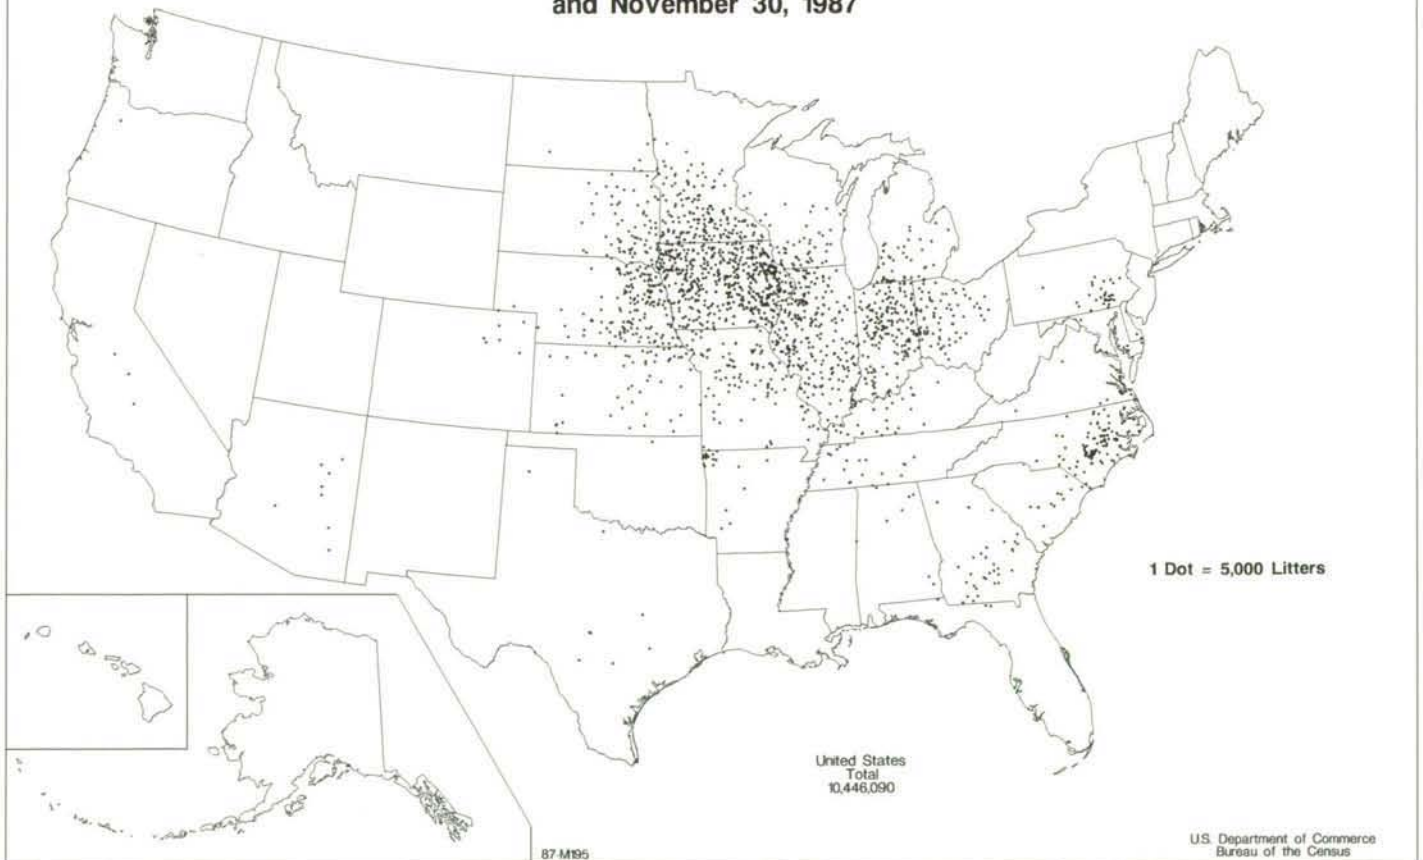 and November 30, 1987
1 Dot = 5,000 Litters
United States
Total
10,446,090
87-M195
U.S. Department of Commerce
Bureau of the Census